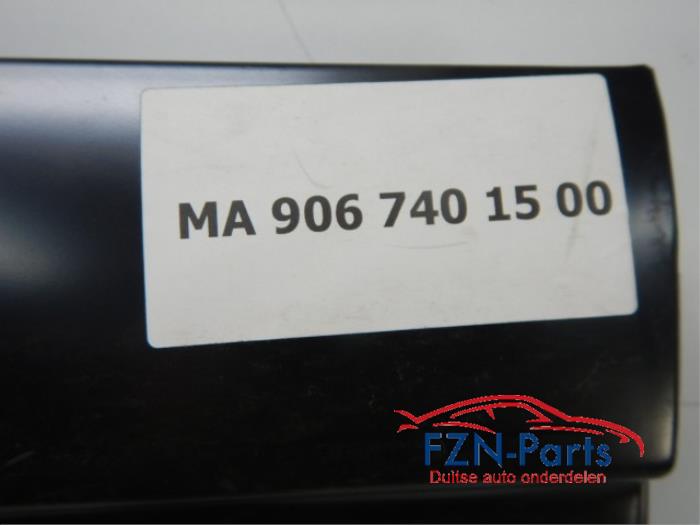 MA 906 740 15 00
FZN-Parts
Duitse auto onderdelen